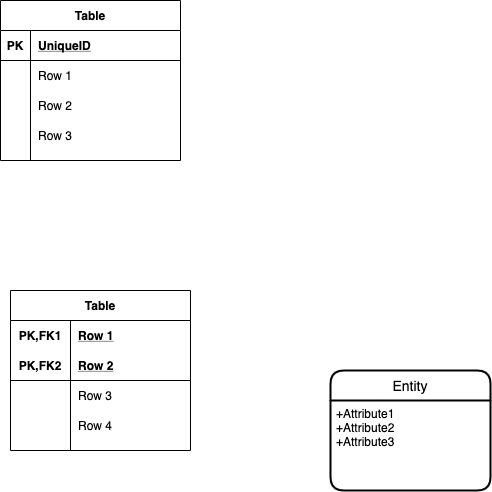 Table
PK UniqueID
Row 1
Row 2
Row 3
Table
PK,FK1 Row 1
PK,FK2 Row 2
Row 3
Row 4
Entity
+Attribute1
+Attribute2
+Attribute3